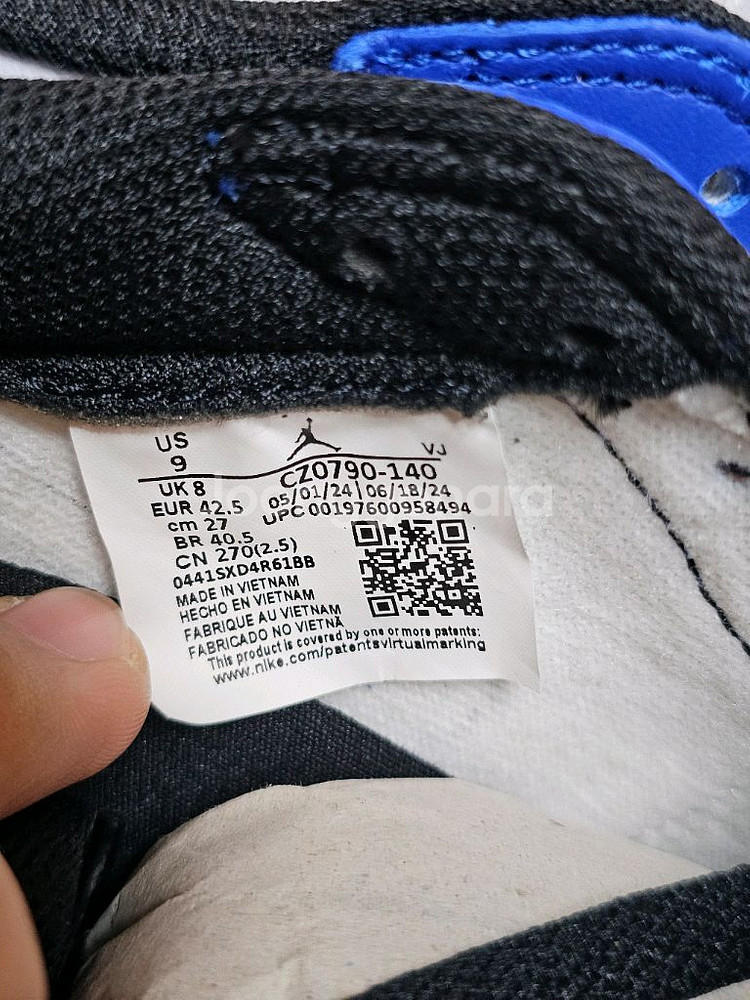 US
9
VJ
CZ0790-140
UK 8
05/01/24 | 06/18/24
EUR 42.5
UPC 00197600958494
cm 27
BR 40.5
CN 270(2.5)
0441SXD4R61BB
MADE IN VIETNAM
HECHO EN VIETNAM
FABRIQUE AU VIETNAM
FABRICADO NO VIETNÃ
This product is covered by one or more patents:
www.nike.com/patentsvirtualmarking